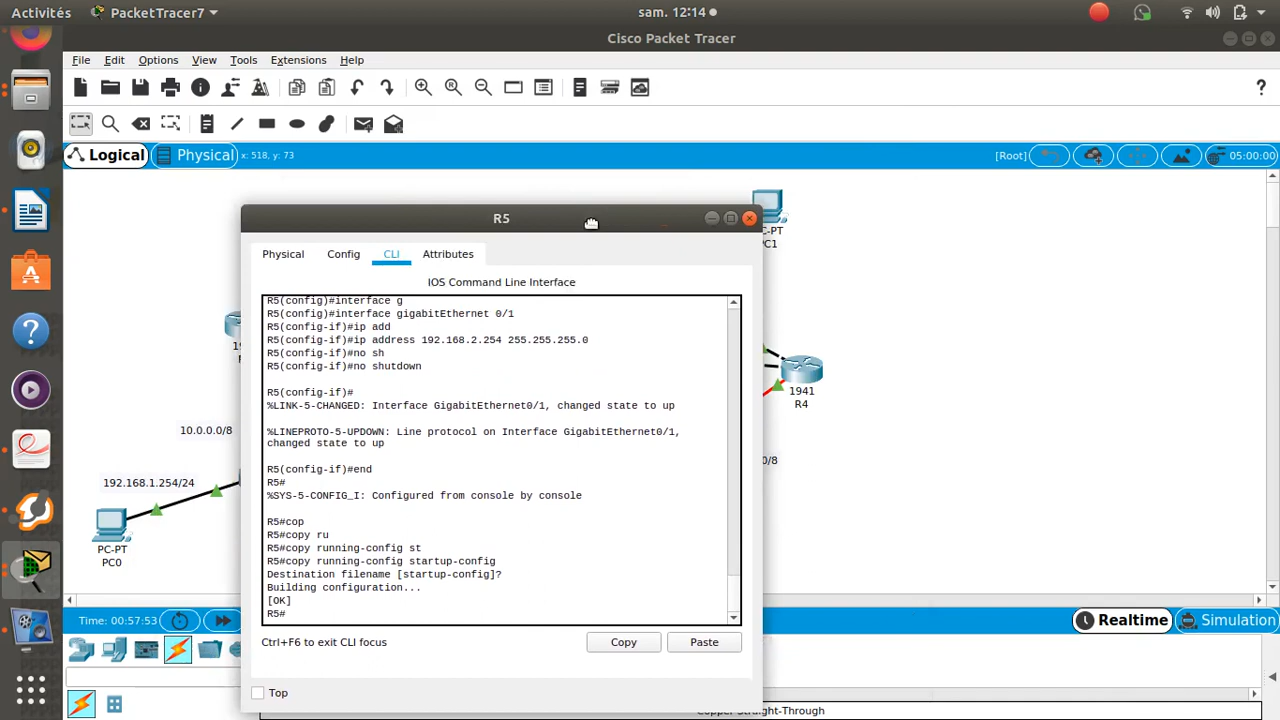 Activités
PacketTracer7
sam. 12:14
Cisco Packet Tracer
File Edit Options View Tools Extensions Help
?
Logical
Physical
x: 518, y: 73
[Root]
05:00:00
C-PT
PC1
R5
Physical
Config
CLI
Attributes
IOS Command Line Interface
R5(config)#interface g
R5(config)#interface gigabitEthernet 0/1
R5(config-if)#ip add
R5(config-if)#ip address 192.168.2.254 255.255.255.0
R5(config-if)#no sh
R5(config-if)#no shutdown
R5(config-if)#
%LINK-5-CHANGED: Interface GigabitEthernet0/1, changed state to up
%LINEPROTO-5-UPDOWN: Line protocol on Interface GigabitEthernet0/1,
changed state to up
R5(config-if)#end
R5#
%SYS-5-CONFIG_I: Configured from console by console
R5#cop
R5#copy ru
R5#copy running-config st
R5#copy running-config startup-config
Destination filename [startup-config]?
Building configuration...
[OK]
R5#
Ctrl+F6 to exit CLI focus
Copy
Paste
Top
1941
R4
0/8
10.0.0.0/8
192.168.1.254/24
PC-PT
PC0
Time: 00:57:53
Realtime
Simulation
Copper Straight-Through